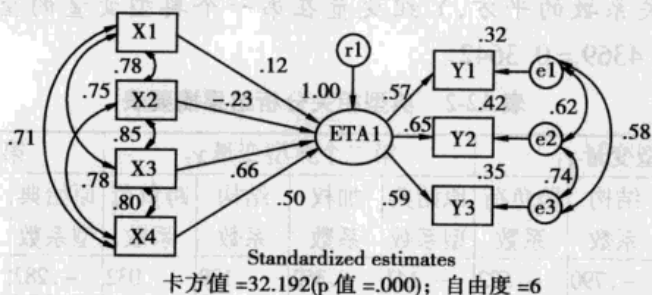 X1
r1
.32
Y1
e1
.78
.12
1.00
.57
.75
X2
-.23
.42
.62
.71
ETA1
.65
Y2
e2
.58
.85
X3
.66
.35
.74
.78
.80
.50
.59
Y3
e3
X4
Standardized estimates
卡方值 =32.192(p 值 =.000)；自由度 =6